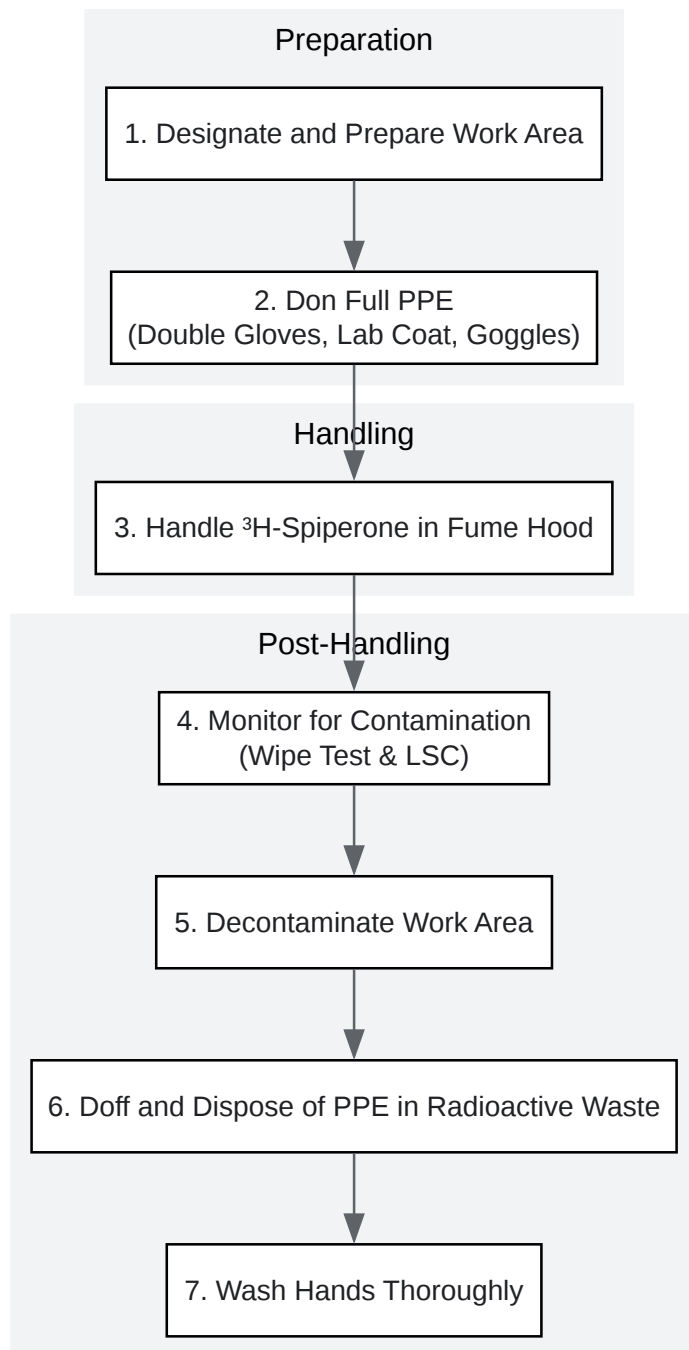 Preparation
1. Designate and Prepare Work Area
2. Don Full PPE
(Double Gloves, Lab Coat, Goggles)
Handling
3. Handle ³H-Spiperone in Fume Hood
Post-Handling
4. Monitor for Contamination
(Wipe Test & LSC)
5. Decontaminate Work Area
6. Doff and Dispose of PPE in Radioactive Waste
7. Wash Hands Thoroughly